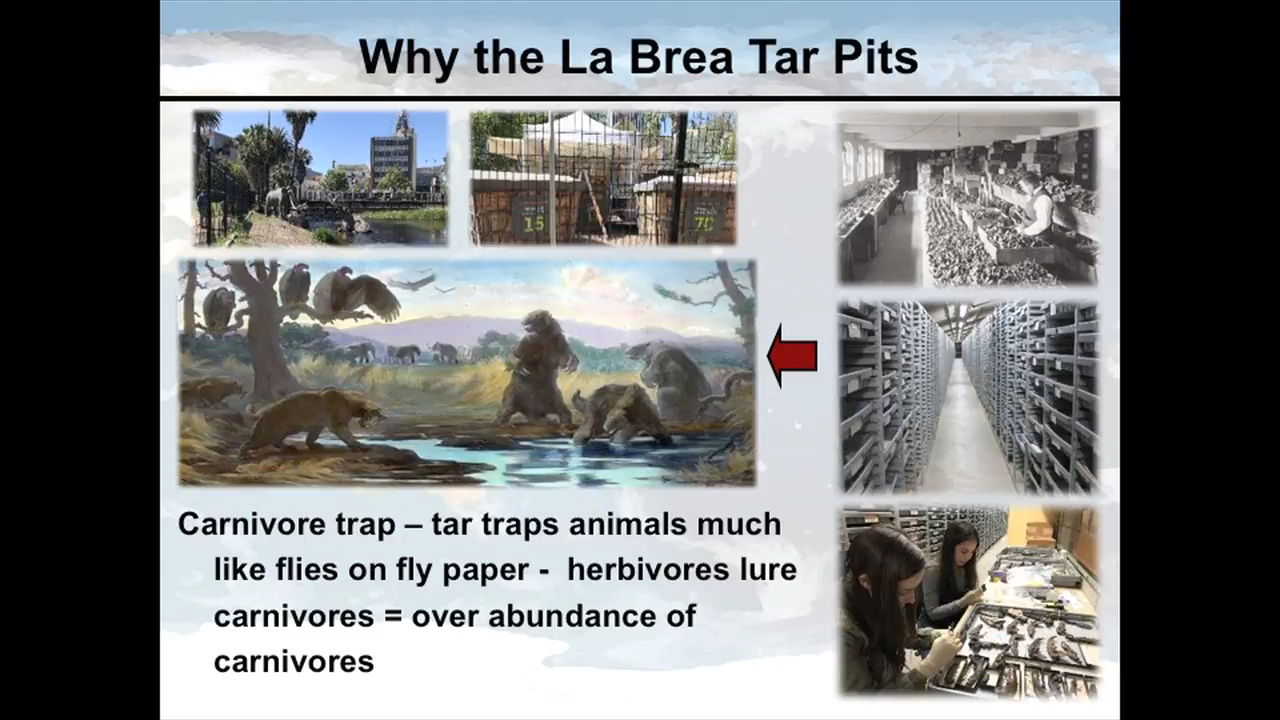 Why the La Brea Tar Pits
15
Carnivore trap – tar traps animals much
like flies on fly paper - herbivores lure
carnivores = over abundance of
carnivores